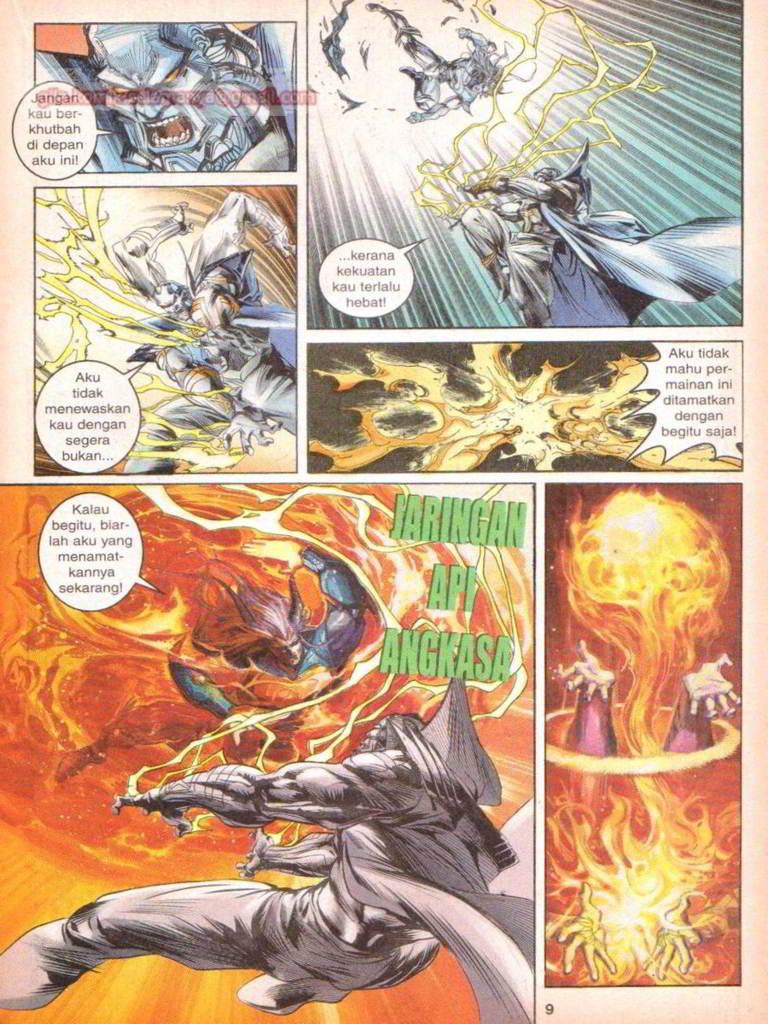 Jangan
kau ber-
khutbah
di depan
aku ini!
Aku
tidak
menewaskan
kau dengan
segera
bukan...
...kerana
kekuatan
kau terlalu
hebat!
Aku tidak
mahu per-
mainan ini
ditamatkan
dengan
begitu saja!
Kalau
begitu, biar-
lah aku yang
menamat-
kannya
sekarang!
JARINGAN
API
ANGKASA
9